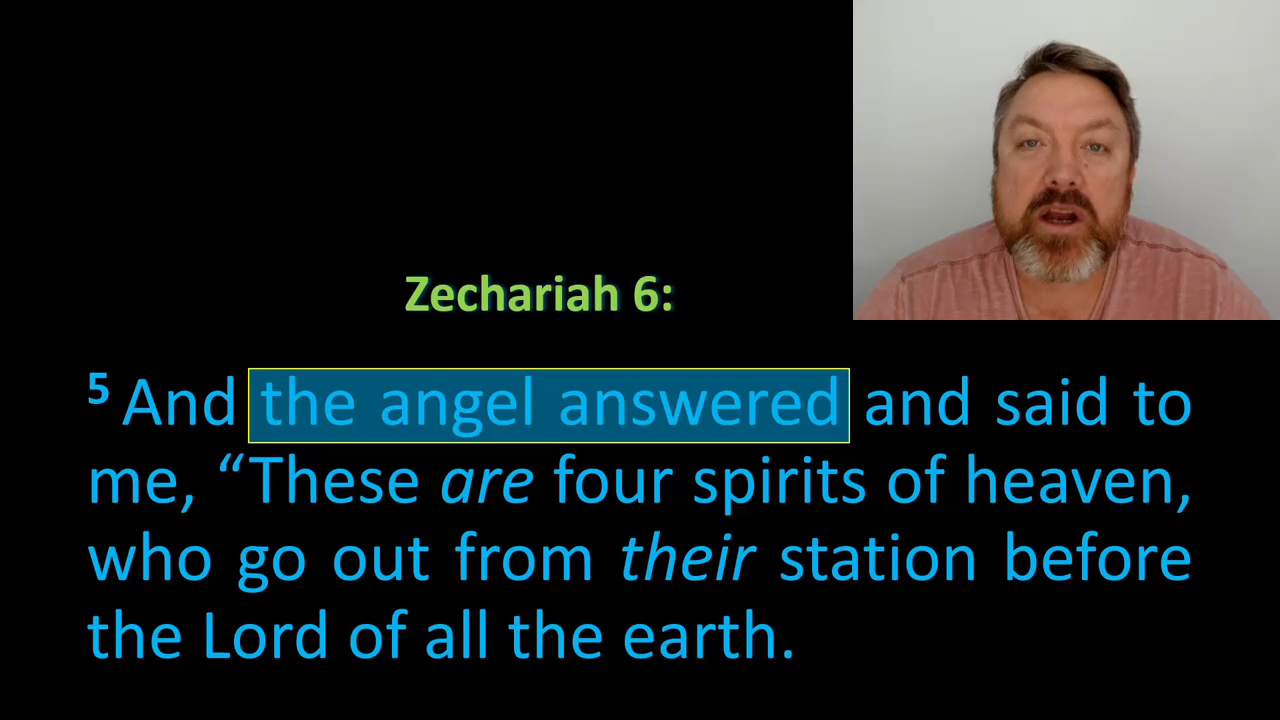 Zechariah 6:
5 And the angel answered and said to
me, “These are four spirits of heaven,
who go out from their station before
the Lord of all the earth.